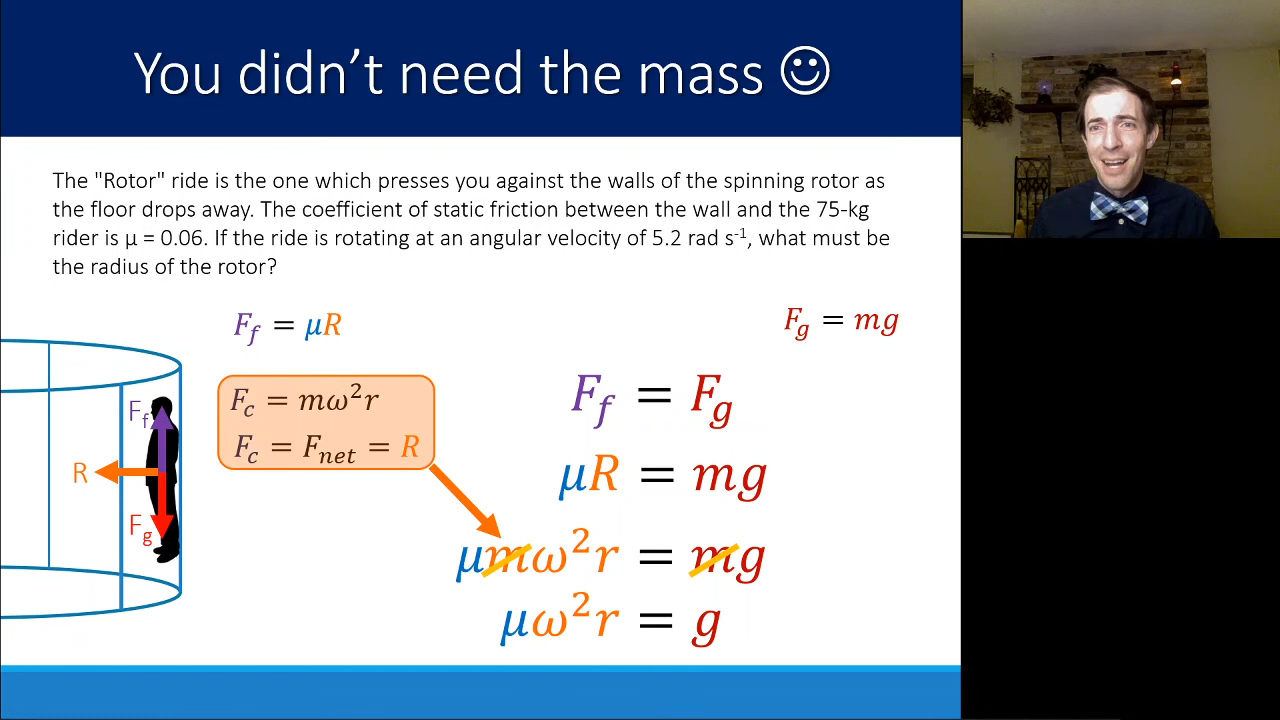 You didn’t need the mass ☺
The "Rotor" ride is the one which presses you against the walls of the spinning rotor as
the floor drops away. The coefficient of static friction between the wall and the 75-kg
rider is μ = 0.06. If the ride is rotating at an angular velocity of 5.2 rad s⁻¹, what must be
the radius of the rotor?
F_f = μR
F_g = mg
F_c = mω²r
F_c = F_net = R
F_f = F_g
μR = mg
μmω²r = mg
μω²r = g
F_f
R
F_g